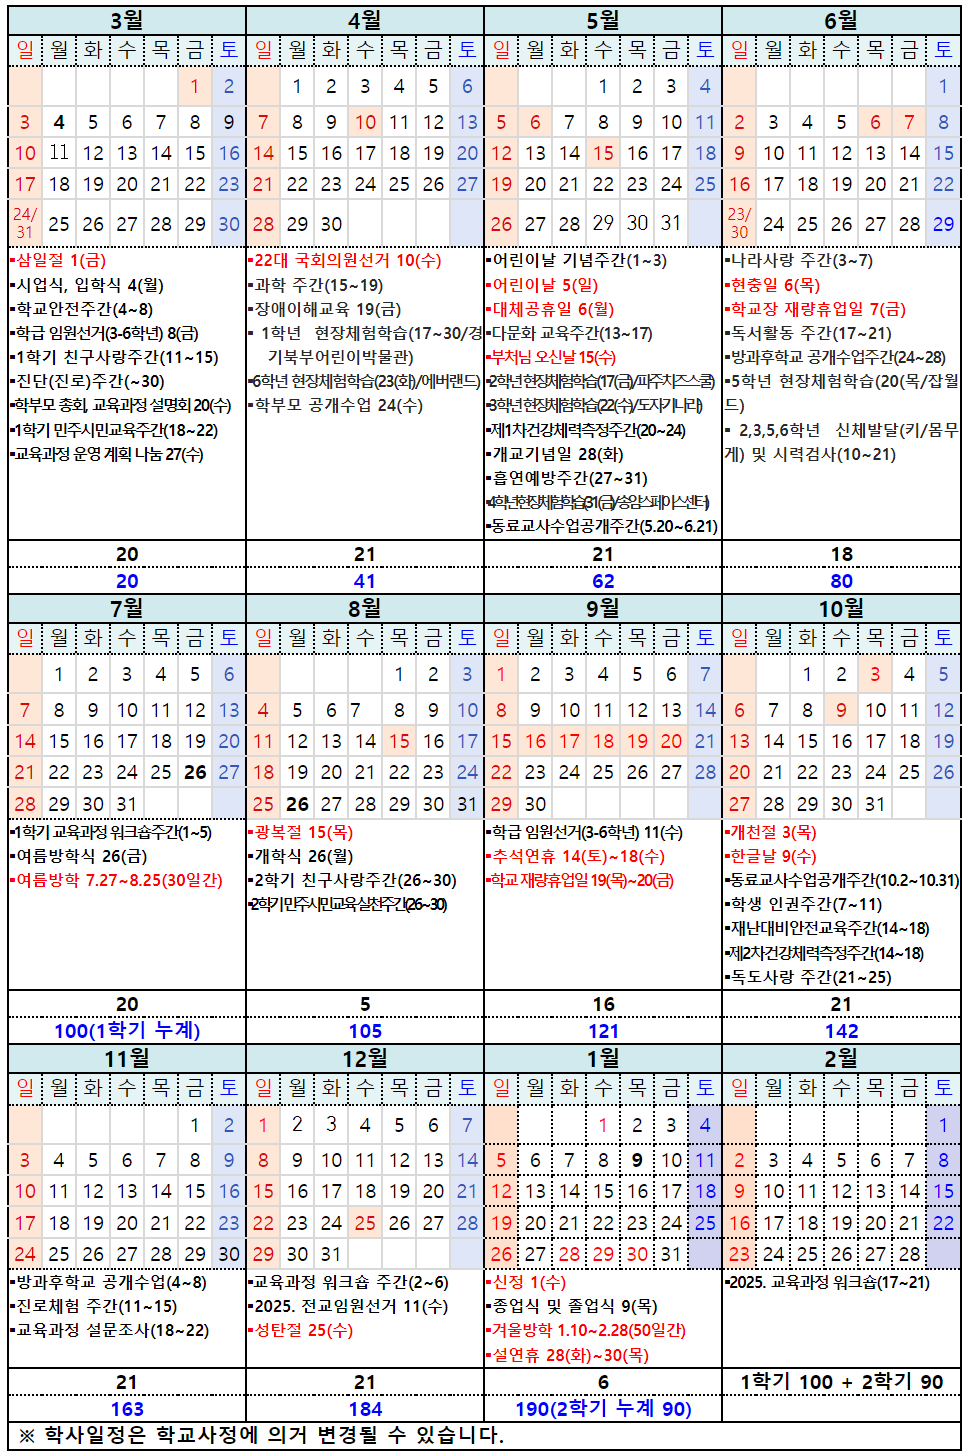 3월 4월 5월 6월
일 월 화 수 목 금 토 일 월 화 수 목 금 토 일 월 화 수 목 금 토 일 월 화 수 목 금 토
1 2 1 2 3 4 5 6 1 2 3 4 1
3 4 5 6 7 8 9 7 8 9 10 11 12 13 5 6 7 8 9 10 11 2 3 4 5 6 7 8
10 11 12 13 14 15 16 14 15 16 17 18 19 20 12 13 14 15 16 17 18 9 10 11 12 13 14 15
17 18 19 20 21 22 23 21 22 23 24 25 26 27 19 20 21 22 23 24 25 16 17 18 19 20 21 22
24/31 25 26 27 28 29 30 28 29 30 26 27 28 29 30 31 23/30 24 25 26 27 28 29
▪삼일절 1(금)
▪시업식, 입학식 4(월)
▪학교안전주간(4~8)
▪학급 임원선거(3-6학년) 8(금)
▪1학기 친구사랑주간(11~15)
▪진단(진로)주간(~30)
▪학부모 총회, 교육과정 설명회 20(수)
▪1학기 민주시민교육주간(18~22)
▪교육과정 운영 계획 나눔 27(수)
▪22대 국회의원선거 10(수)
▪과학 주간(15~19)
▪장애이해교육 19(금)
▪ 1학년 현장체험학습(17~30/경
기북부어린이박물관)
▪6학년 현장체험학습(23(화)/에버랜드)
▪학부모 공개수업 24(수)
▪어린이날 기념주간(1~3)
▪어린이날 5(일)
▪대체공휴일 6(월)
▪다문화 교육주간(13~17)
▪부처님 오신날 15(수)
▪2학년 현장체험학습(17(금)/파주치즈스쿨)
▪3학년 현장체험학습(22(수)/도자기나라)
▪제1차건강체력측정주간(20~24)
▪개교기념일 28(화)
▪흡연예방주간(27~31)
▪4학년현장체험학습(31(금)/송암스페이스센터)
▪동료교사수업공개주간(5.20~6.21)
▪나라사랑 주간(3~7)
▪현충일 6(목)
▪학교장 재량휴업일 7(금)
▪독서활동 주간(17~21)
▪방과후학교 공개수업주간(24~28)
▪5학년 현장체험학습(20(목/잡월
드)
▪ 2,3,5,6학년 신체발달(키/몸무
게) 및 시력검사(10~21)
20 21 21 18
20 41 62 80
7월 8월 9월 10월
일 월 화 수 목 금 토 일 월 화 수 목 금 토 일 월 화 수 목 금 토 일 월 화 수 목 금 토
1 2 3 4 5 6 1 2 3 1 2 3 4 5 6 7 1 2 3 4 5
7 8 9 10 11 12 13 4 5 6 7 8 9 10 8 9 10 11 12 13 14 6 7 8 9 10 11 12
14 15 16 17 18 19 20 11 12 13 14 15 16 17 15 16 17 18 19 20 21 13 14 15 16 17 18 19
21 22 23 24 25 26 27 18 19 20 21 22 23 24 22 23 24 25 26 27 28 20 21 22 23 24 25 26
28 29 30 31 25 26 27 28 29 30 31 29 30 27 28 29 30 31
▪1학기 교육과정 워크숍주간(1~5)
▪여름방학식 26(금)
▪여름방학 7.27~8.25(30일간)
▪광복절 15(목)
▪개학식 26(월)
▪2학기 친구사랑주간(26~30)
▪2학기 민주시민교육 실천주간(26~30)
▪학급 임원선거(3-6학년) 11(수)
▪추석연휴 14(토)~18(수)
▪학교 재량휴업일 19(목)~20(금)
▪개천절 3(목)
▪한글날 9(수)
▪동료교사수업공개주간(10.2~10.31)
▪학생 인권주간(7~11)
▪재난대비안전교육주간(14~18)
▪제2차건강체력측정주간(14~18)
▪독도사랑 주간(21~25)
20 5 16 21
100(1학기 누계) 105 121 142
11월 12월 1월 2월
일 월 화 수 목 금 토 일 월 화 수 목 금 토 일 월 화 수 목 금 토 일 월 화 수 목 금 토
1 2 1 2 3 4 5 6 7 1 2 3 4 1
3 4 5 6 7 8 9 8 9 10 11 12 13 14 5 6 7 8 9 10 11 2 3 4 5 6 7 8
10 11 12 13 14 15 16 15 16 17 18 19 20 21 12 13 14 15 16 17 18 9 10 11 12 13 14 15
17 18 19 20 21 22 23 22 23 24 25 26 27 28 19 20 21 22 23 24 25 16 17 18 19 20 21 22
24 25 26 27 28 29 30 29 30 31 26 27 28 29 30 31 23 24 25 26 27 28
▪방과후학교 공개수업(4~8)
▪진로체험 주간(11~15)
▪교육과정 설문조사(18~22)
▪교육과정 워크숍 주간(2~6)
▪2025. 전교임원선거 11(수)
▪성탄절 25(수)
▪신정 1(수)
▪종업식 및 졸업식 9(목)
▪겨울방학 1.10~2.28(50일간)
▪설연휴 28(화)~30(목)
▪2025. 교육과정 워크숍(17~21)
21 21 6 1학기 100 + 2학기 90
163 184 190(2학기 누계 90)
※ 학사일정은 학교사정에 의거 변경될 수 있습니다.